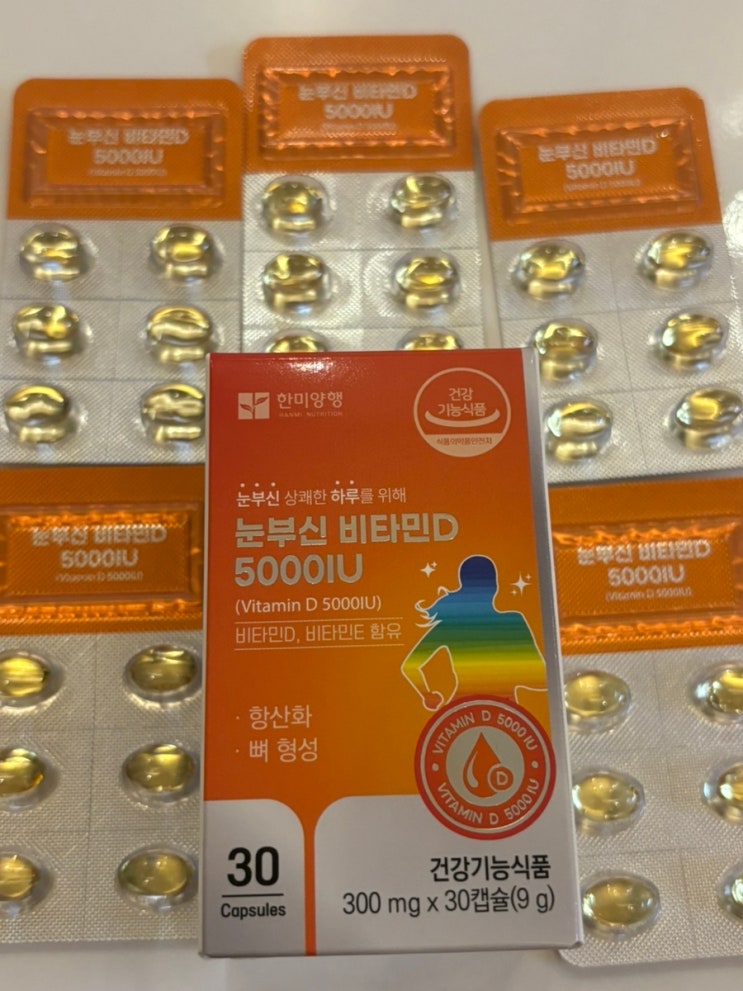 눈부신 비타민D
5000IU
눈부신 비타민D
5000IU
눈부신 비타민D
5000IU
(Vitamin D 5000IU)
한미양행
HANMI NUTRITION
건강
기능식품
식품의약품안전처
눈부신 상쾌한 하루를 위해
눈부신 비타민D
5000IU
(Vitamin D 5000IU)
비타민D, 비타민E 함유
· 항산화
· 뼈 형성
VITAMIN D 5000IU
D
VITAMIN D 5000IU
30
Capsules
건강기능식품
300 mg x 30캡슐(9 g)
눈부신 비타민D
5000IU
(Vitamin D 5000IU)
눈부신 비타민D
5000IU
(Vitamin D 5000IU)